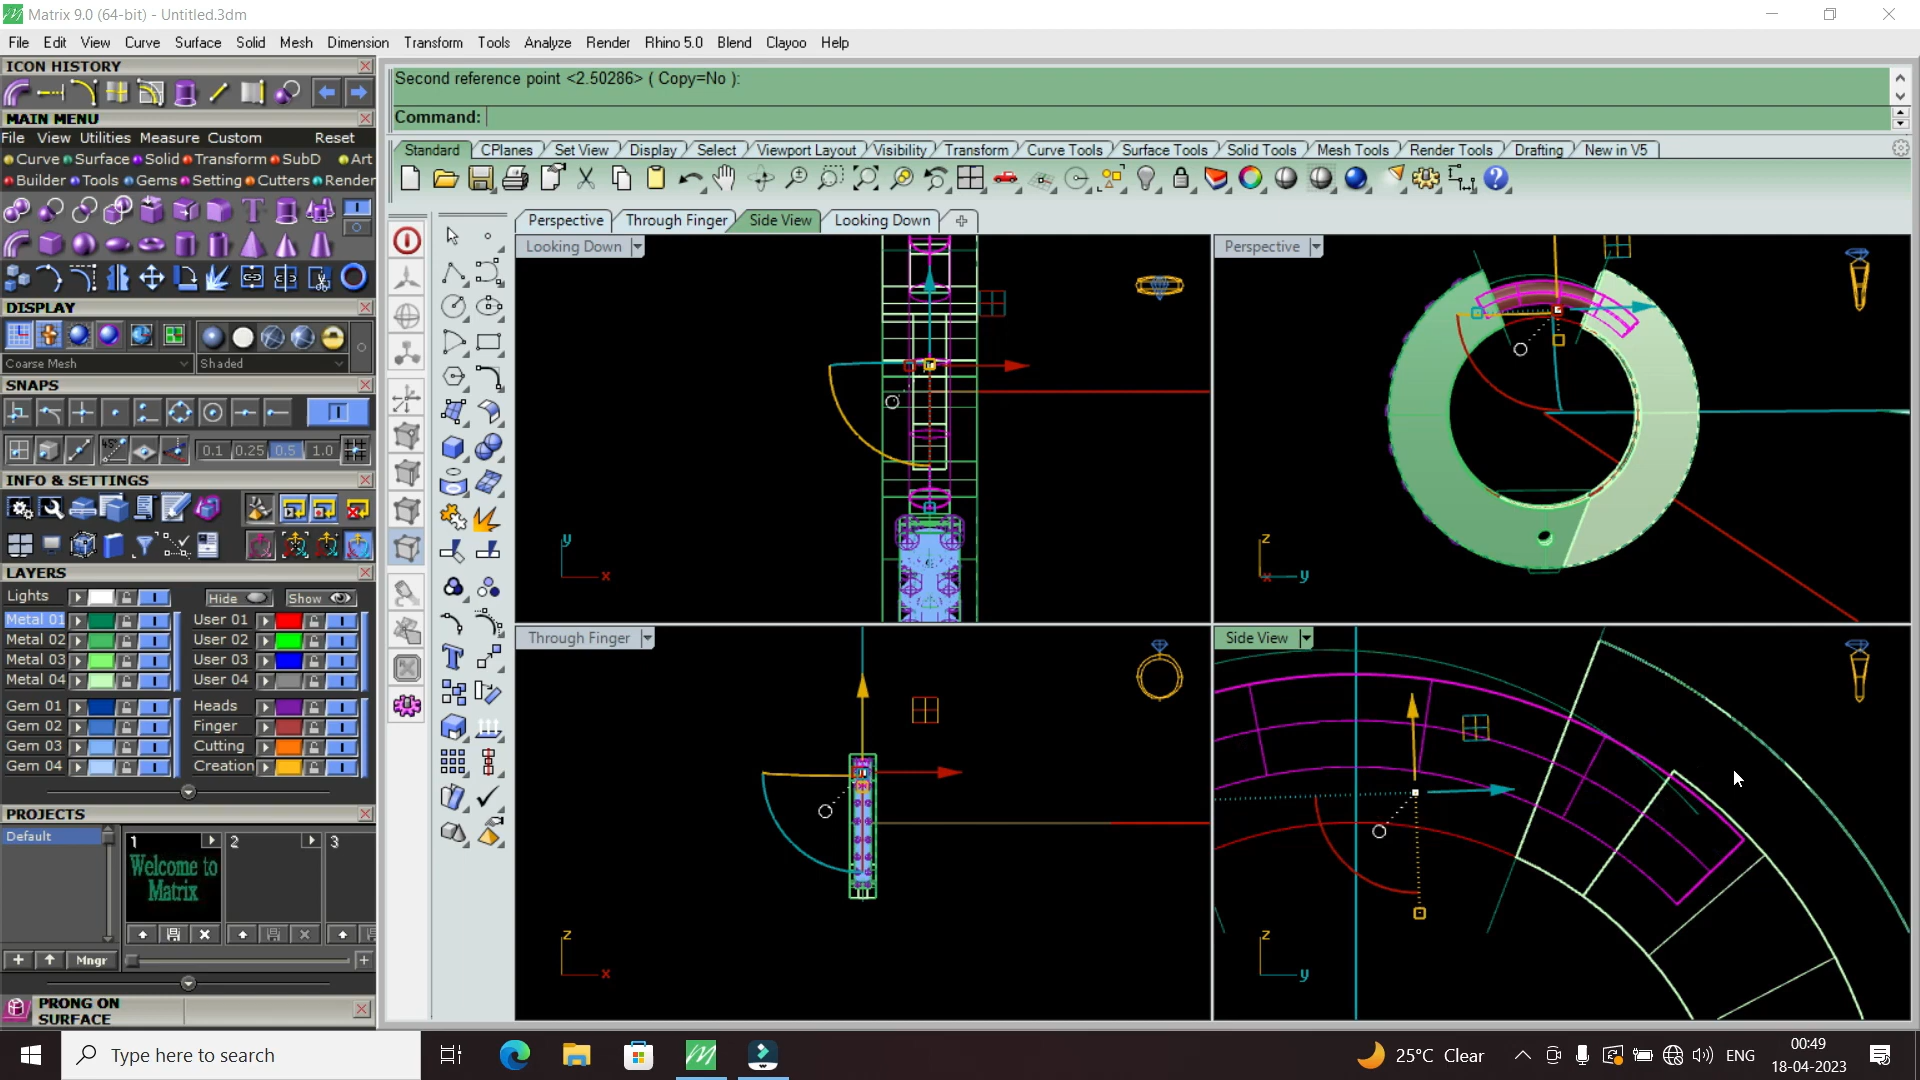 Matrix 9.0 (64-bit) - Untitled.3dm
File Edit View Curve Surface Solid Mesh Dimension Transform Tools Analyze Render Rhino 5.0 Blend Clayoo Help
ICON HISTORY
Second reference point <2.50286> ( Copy=No ):
Command:
MAIN MENU
File View Utilities Measure Custom Reset
Curve Surface Solid Transform SubD Art
Builder Tools Gems Setting Cutters Render
Standard CPlanes Set View Display Select Viewport Layout Visibility Transform Curve Tools Surface Tools Solid Tools Mesh Tools Render Tools Drafting New in V5
Perspective Through Finger Side View Looking Down
Looking Down
Perspective
DISPLAY
Coarse Mesh Shaded
SNAPS
0.1 0.25 0.5 1.0
INFO & SETTINGS
LAYERS
Lights Hide Show
Metal 01 User 01
Metal 02 User 02
Metal 03 User 03
Metal 04 User 04
Gem 01 Heads
Gem 02 Finger
Gem 03 Cutting
Gem 04 Creation
y x
z x y
Through Finger
Side View
z x
z y
PROJECTS
Default
1 2 3
Welcome to
Matrix
Mngr
PRONG ON
SURFACE
Type here to search
25°C Clear
ENG
00:49
18-04-2023